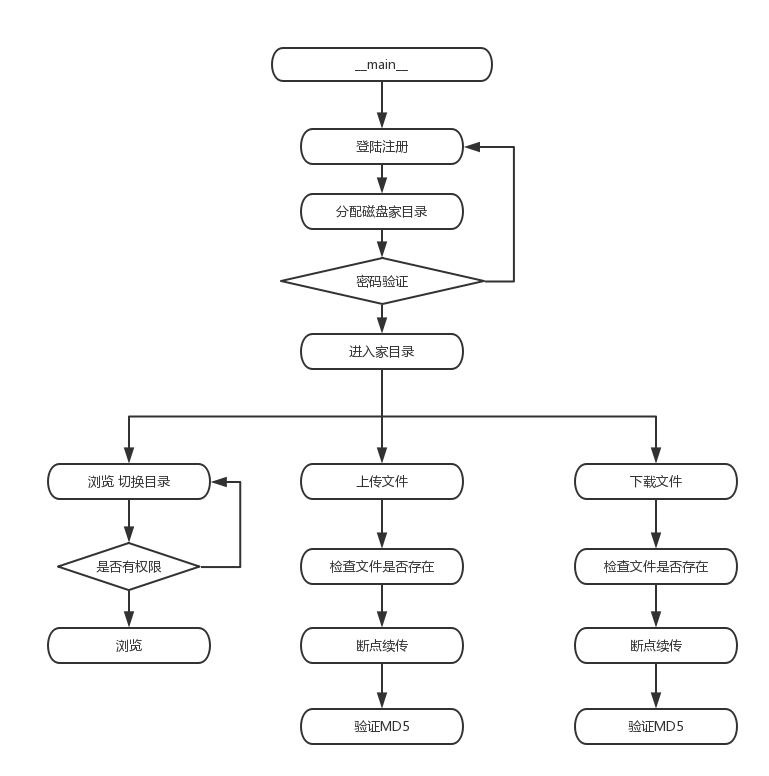 __main__
登陆注册
分配磁盘家目录
密码验证
进入家目录
浏览 切换目录
上传文件
下载文件
是否有权限
检查文件是否存在
检查文件是否存在
浏览
断点续传
断点续传
验证MD5
验证MD5